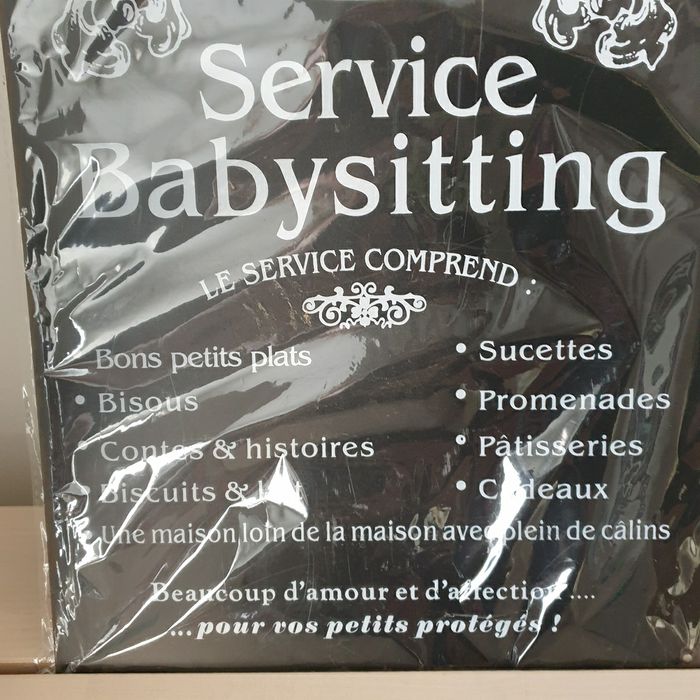 Service
Babysitting
LE SERVICE COMPREND :
Bons petits plats
• Bisous
• Contes & histoires
• Biscuits & lait
• Sucettes
• Promenades
• Pâtisseries
• Cadeaux
• Une maison loin de la maison avec plein de câlins
Beaucoup d'amour et d'affection ....
... pour vos petits protégés !